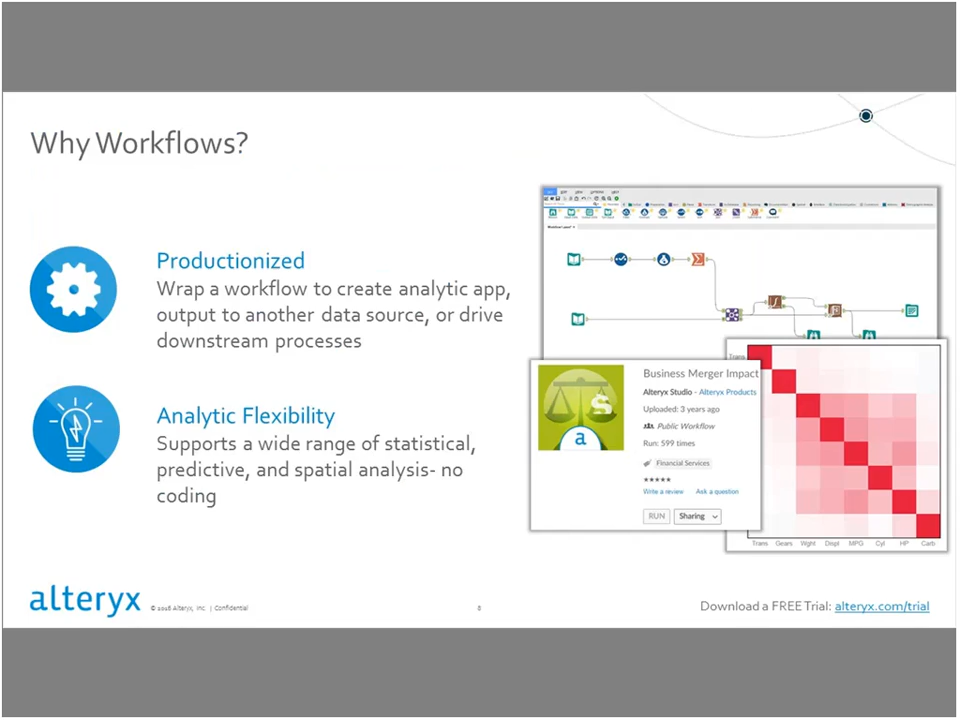 Why Workflows?
Productionized
Wrap a workflow to create analytic app,
output to another data source, or drive
downstream processes
Analytic Flexibility
Supports a wide range of statistical,
predictive, and spatial analysis- no
coding
Business Merger Impact
Alteryx Studio - Alteryx Products
Uploaded: 3 years ago
Public Workflow
Run: 599 times
Financial Services
★★★★★
Write a review Ask a question
RUN Sharing
a
Trans
Trans Gears Wght Displ MPG Cyl HP Carb
alteryx
© 2018 Alteryx, Inc. | Confidential
8
Download a FREE Trial: alteryx.com/trial